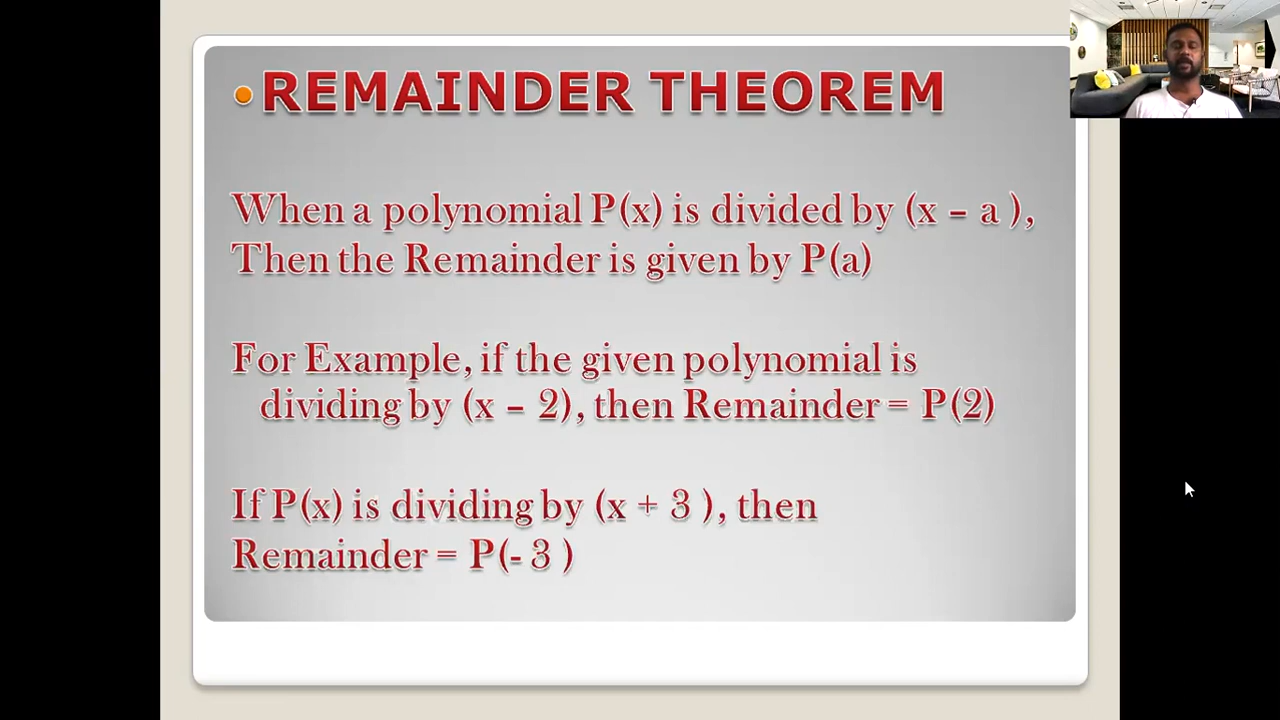 REMAINDER THEOREM
When a polynomial P(x) is divided by (x – a ),
Then the Remainder is given by P(a)
For Example, if the given polynomial is
dividing by (x – 2), then Remainder = P(2)
If P(x) is dividing by (x + 3 ), then
Remainder = P(- 3 )